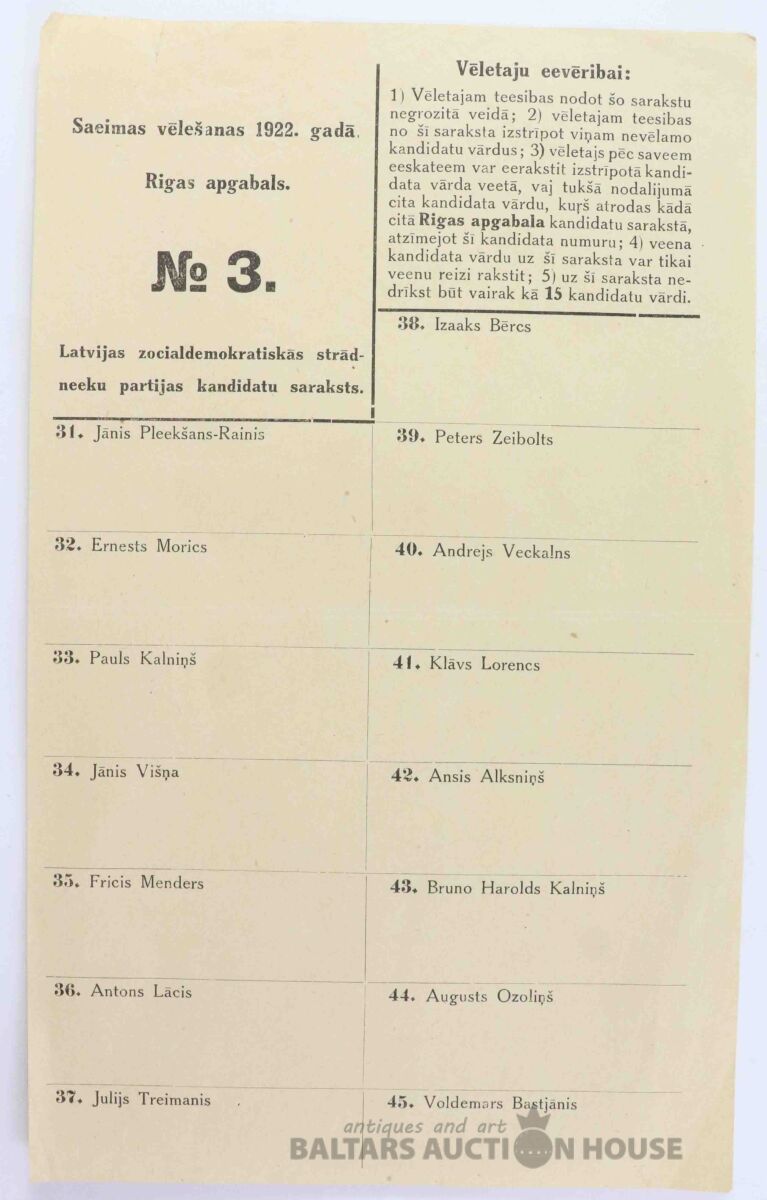 Saeimas vēlešanas 1922. gadā.
Rigas apgabals.
№ 3.
Latvijas zocialdemokratiskās strād-
neeku partijas kandidatu saraksts.
Vēletaju eevēribai:
1) Vēletajam teesibas nodot šo sarakstu
negrozitā veidā; 2) vēletajam teesibas
no šī saraksta izstrīpot viņam nevēlamo
kandidatu vārdus; 3) vēletajs pēc saveem
eeskateem var eerakstit izstrīpotā kandi-
data vārda veetā, vaj tukšā nodalijumā
cita kandidata vārdu, kuŗš atrodas kādā
citā Rigas apgabala kandidatu sarakstā,
atzīmejot šī kandidata numuru; 4) veena
kandidata vārdu uz šī saraksta var tikai
veenu reizi rakstit; 5) uz šī saraksta ne-
drīkst būt vairak kā 15 kandidatu vārdi.
31. Jānis Pleekšans-Rainis
32. Ernests Morics
33. Pauls Kalniņš
34. Jānis Višņa
35. Fricis Menders
36. Antons Lācis
37. Julijs Treimanis
38. Izaaks Bērcs
39. Peters Zeibolts
40. Andrejs Veckalns
41. Klāvs Lorencs
42. Ansis Alksniņš
43. Bruno Harolds Kalniņš
44. Augusts Ozoliņš
45. Voldemars Bastjānis
antiques and art
BALTARS AUCTION HOUSE